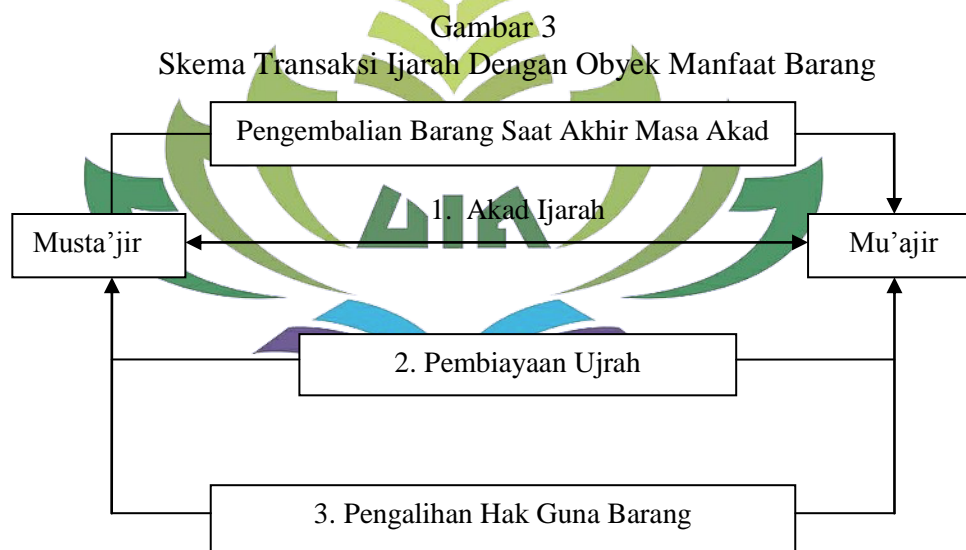 Gambar 3
Skema Transaksi Ijarah Dengan Obyek Manfaat Barang
Pengembalian Barang Saat Akhir Masa Akad
1. Akad Ijarah
Musta’jir
Mu’ajir
2. Pembiayaan Ujrah
3. Pengalihan Hak Guna Barang